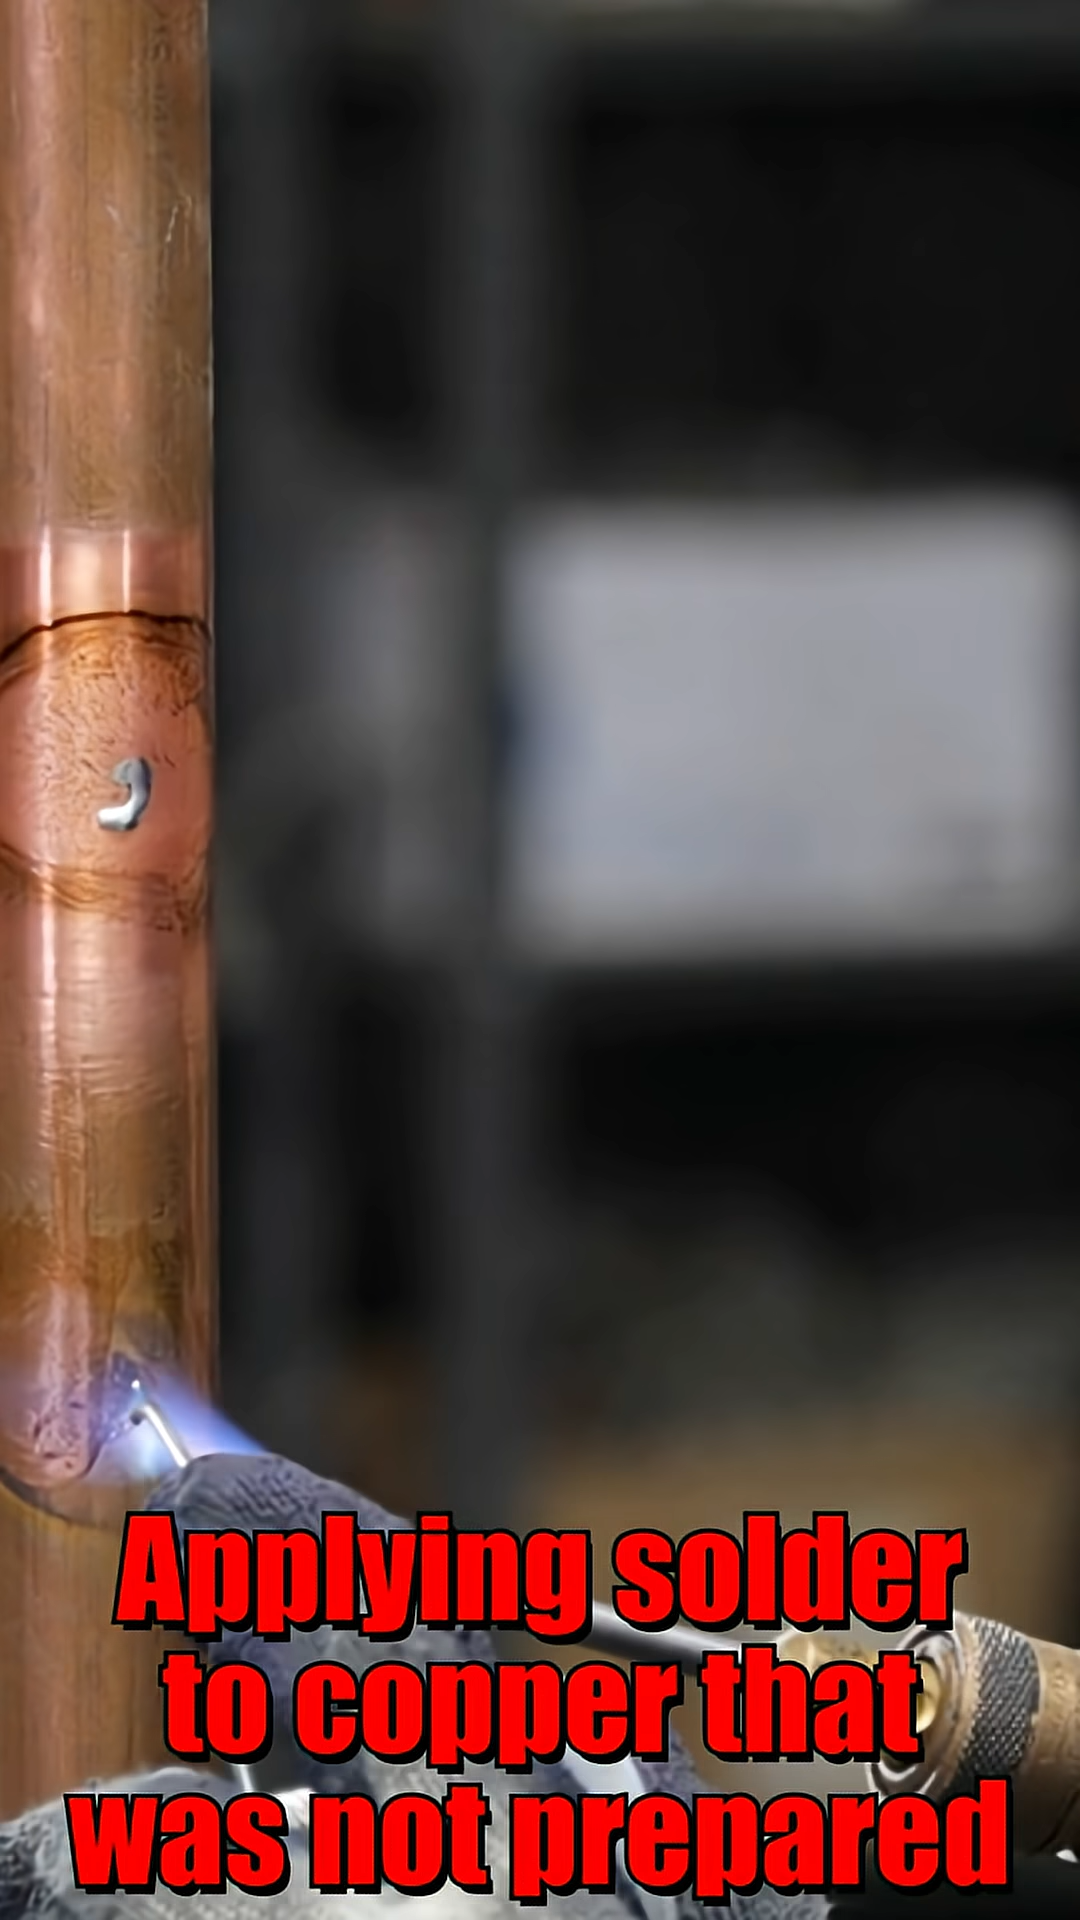 Applying solder
to copper that
was not prepared